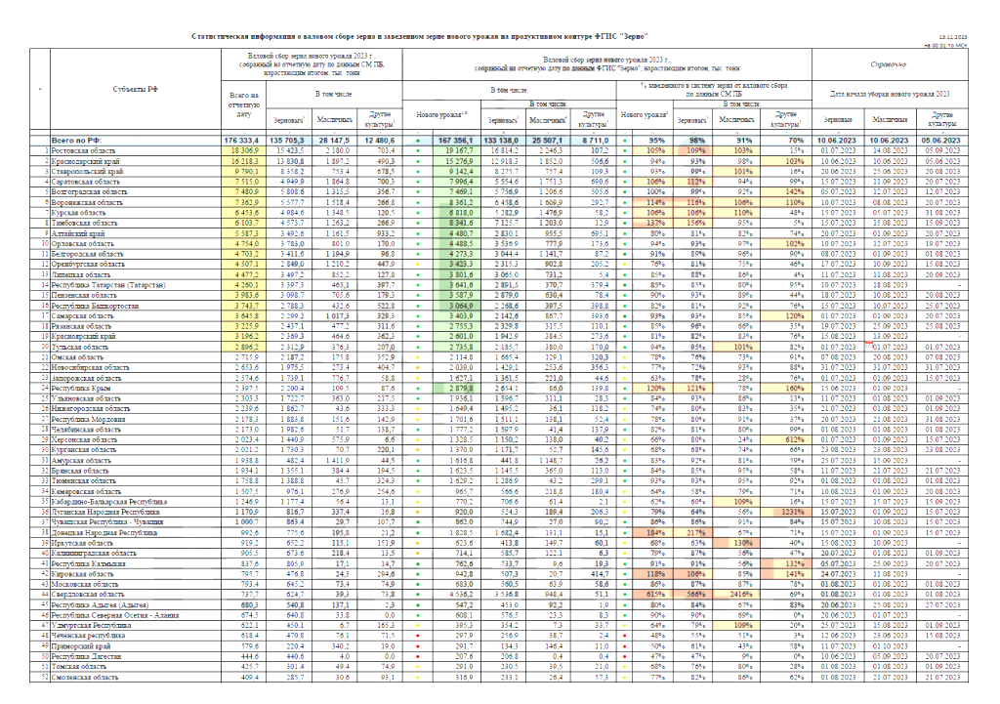 Статистическая информация о валовом сборе зерна и заведенном зерне нового урожая на продуктивном контуре ФГИС "Зерно"
13.11.2023
на 00:01 по МСК
Субъекты РФ
Валовой сбор зерна нового урожая 2023 г., собранный на отчетную дату по данным СМ ПБ, нарастающим итогом, тыс. тонн
Валовой сбор зерна нового урожая 2023 г., собранный на отчетную дату по данным ФГИС "Зерно", нарастающим итогом, тыс. тонн
Справочно
Всего на отчетную дату
В том числе
В том числе:
% заведенного в систему зерна от валового сбора по данным СМ ПБ
Дата начала уборки нового урожая 2023
Зерновых Масличных Другие культуры
Нового урожая
В том числе:
Зерновых Масличных Другие культуры
Нового урожая
В том числе:
Зерновых Масличных Другие культуры
Зерновые Масличные Другие культуры
Всего по РФ: 176 333,4 135 705,3 28 147,5 12 480,6 167 356,1 133 138,0 25 507,1 8 711,0 95% 98% 91% 70% 10.06.2023 10.06.2023 05.06.2023
1 Ростовская область 18 306,9 15 423,5 2 180,0 703,4 19 167,7 16 814,2 2 246,3 107,2 105% 109% 103% 15% 01.07.2023 14.08.2023 05.09.2023
2 Краснодарский край 16 218,3 13 830,8 1 897,2 490,3 15 276,9 12 918,3 1 852,0 506,6 94% 93% 98% 103% 10.06.2023 10.06.2023 05.06.2023
3 Ставропольский край 9 790,1 8 358,2 753,4 678,5 9 142,4 8 275,7 757,4 109,3 93% 99% 101% 16% 20.06.2023 25.06.2023 20.08.2023
4 Саратовская область 7 515,0 4 949,9 1 864,8 700,3 7 996,4 5 554,6 1 751,3 690,6 106% 112% 94% 99% 15.07.2023 11.09.2023 20.07.2023
5 Волгоградская область 7 480,9 5 808,6 1 315,5 356,7 7 469,1 5 756,9 1 206,6 505,6 100% 99% 92% 142% 05.07.2023 12.07.2023 12.07.2023
6 Воронежская область 7 362,9 5 577,7 1 518,4 266,8 8 361,2 6 458,6 1 609,9 292,7 114% 116% 106% 110% 10.07.2023 08.08.2023 20.07.2023
7 Курская область 6 453,6 4 984,6 1 348,5 120,5 6 818,0 5 282,9 1 476,9 58,2 106% 106% 110% 48% 15.07.2023 05.07.2023 31.08.2023
8 Тамбовская область 6 103,7 4 573,7 1 263,2 266,9 8 341,6 7 125,7 1 203,0 12,9 137% 156% 95% 5% 15.07.2023 01.08.2023 01.09.2023
9 Алтайский край 5 587,3 3 492,6 1 161,5 933,2 4 480,7 2 830,1 955,5 695,1 80% 81% 82% 74% 20.07.2023 01.09.2023 20.07.2023
10 Орловская область 4 754,0 3 783,0 801,0 170,0 4 488,5 3 536,9 777,9 173,6 94% 93% 97% 102% 10.07.2023 12.07.2023 19.07.2023
11 Белгородская область 4 703,2 3 411,6 1 194,9 96,8 4 273,3 3 044,4 1 141,7 87,2 91% 89% 96% 90% 08.07.2023 01.09.2023 01.09.2023
12 Оренбургская область 4 507,1 2 849,0 1 210,2 447,9 3 423,3 2 315,3 902,8 205,2 76% 81% 75% 46% 17.07.2023 10.09.2023 15.08.2023
13 Липецкая область 4 477,2 3 497,2 852,2 127,8 3 801,6 3 065,0 731,2 5,4 85% 88% 86% 4% 11.07.2023 11.08.2023 20.09.2023
14 Республика Татарстан (Татарстан) 4 260,1 3 397,3 465,1 397,7 3 641,6 2 891,5 370,7 379,4 85% 85% 80% 95% 10.07.2023 18.08.2023 -
15 Пензенская область 3 983,6 3 098,7 705,6 179,3 3 587,9 2 879,0 630,4 78,4 90% 93% 89% 44% 18.07.2023 10.08.2023 20.08.2023
16 Республика Башкортостан 3 743,7 2 788,3 432,6 522,8 3 064,9 2 268,6 397,5 398,8 82% 81% 92% 76% 15.07.2023 10.08.2023 20.08.2023
17 Самарская область 3 645,8 2 299,2 1 017,3 329,3 3 403,9 2 142,6 867,7 393,6 93% 93% 85% 120% 01.07.2023 01.09.2023 20.07.2023
18 Рязанская область 3 225,9 2 437,1 477,2 311,6 2 755,3 2 329,8 315,5 110,1 85% 96% 66% 35% 19.07.2023 25.09.2023 25.08.2023
19 Красноярский край 3 196,2 2 369,3 464,6 362,3 2 601,0 1 942,9 384,5 273,6 81% 82% 83% 76% 15.08.2023 13.09.2023 -
20 Тульская область 2 896,2 2 312,9 376,3 207,0 2 735,8 2 185,7 380,0 170,0 94% 95% 101% 82% 01.07.2023 01.07.2023 01.07.2023
21 Омская область 2 715,9 2 187,2 175,8 352,9 2 114,8 1 665,4 129,1 320,3 78% 76% 73% 91% 07.08.2023 20.08.2023 07.08.2023
22 Новосибирская область 2 653,6 1 975,5 273,4 404,7 2 039,0 1 429,1 253,6 356,3 77% 72% 93% 88% 31.07.2023 31.07.2023 31.07.2023
23 Запорожская область 2 574,6 1 739,1 776,7 58,8 1 627,1 1 361,5 221,0 44,6 63% 78% 28% 76% 01.07.2023 01.09.2023 15.07.2023
24 Республика Крым 2 397,5 2 200,4 109,5 87,6 2 879,8 2 654,1 86,0 139,8 120% 121% 78% 160% 15.06.2023 01.09.2023 -
25 Ульяновская область 2 303,3 1 722,7 363,0 217,5 1 936,1 1 596,7 311,1 28,3 84% 93% 86% 13% 01.07.2023 11.08.2023 01.09.2023
26 Нижегородская область 2 239,6 1 862,7 43,6 333,3 1 649,4 1 495,2 36,1 118,2 74% 80% 83% 35% 21.07.2023 01.08.2023 01.09.2023
27 Республика Мордовия 2 178,3 1 883,8 151,6 142,9 1 701,6 1 511,1 138,1 52,4 78% 80% 91% 37% 20.07.2023 21.08.2023 31.08.2023
28 Челябинская область 2 173,0 1 982,6 51,7 138,7 1 777,2 1 597,9 41,4 137,9 82% 81% 80% 99% 01.08.2023 01.09.2023 01.08.2023
29 Херсонская область 2 023,4 1 440,9 575,9 6,6 1 328,5 1 150,2 138,0 40,2 66% 80% 24% 612% 01.07.2023 01.08.2023 15.07.2023
30 Курганская область 2 021,2 1 730,3 70,7 220,1 1 370,0 1 171,7 52,7 145,6 68% 68% 74% 66% 23.08.2023 23.08.2023 23.08.2023
31 Амурская область 1 938,8 482,4 1 411,9 44,5 1 616,8 441,8 1 148,7 26,2 83% 92% 81% 59% 25.07.2023 15.09.2023 -
32 Брянская область 1 934,1 1 355,1 384,4 194,5 1 623,5 1 145,5 365,0 113,0 84% 85% 95% 58% 01.07.2023 01.08.2023 01.08.2023
33 Тюменская область 1 758,8 1 388,8 45,7 324,3 1 629,2 1 286,9 43,2 299,1 93% 93% 95% 92% 01.08.2023 01.08.2023 01.08.2023
34 Кемеровская область 1 507,5 976,1 276,9 254,6 965,7 566,6 218,8 180,4 64% 58% 79% 71% 01.08.2023 10.09.2023 20.08.2023
35 Кабардино-Балкарская Республика 1 246,9 1 177,4 56,4 13,1 770,2 706,6 61,4 2,1 62% 60% 109% 16% 15.07.2023 10.09.2023 15.07.2023
36 Луганская Народная Республика 1 170,9 816,7 337,4 16,8 920,0 524,3 189,4 206,3 79% 64% 56% 1231% 15.07.2023 01.09.2023 15.07.2023
37 Чувашская Республика - Чувашия 1 000,7 863,4 29,7 107,7 862,0 744,9 27,0 90,2 86% 86% 91% 84% 15.07.2023 01.08.2023 01.09.2023
38 Донецкая Народная Республика 992,6 775,6 195,8 21,2 1 828,5 1 682,4 131,1 15,1 184% 217% 67% 71% 01.07.2023 15.08.2023 15.09.2023
39 Иркутская область 919,2 652,2 115,1 151,9 623,6 413,8 149,7 60,1 68% 63% 130% 40% 15.08.2023 10.09.2023 -
40 Калининградская область 905,5 673,6 218,4 13,5 714,1 585,7 122,1 6,3 79% 87% 56% 47% 20.07.2023 01.08.2023 01.08.2023
41 Республика Калмыкия 837,6 805,9 17,1 14,7 762,6 733,7 9,6 19,3 91% 91% 56% 132% 05.07.2023 25.09.2023 20.07.2023
42 Кировская область 795,7 476,8 24,3 294,6 942,8 507,3 20,7 414,7 118% 106% 85% 141% 24.07.2023 11.08.2023 -
43 Московская область 793,4 645,2 73,4 74,9 683,0 560,5 63,9 58,6 86% 87% 87% 78% 01.08.2023 01.08.2023 01.08.2023
44 Свердловская область 737,7 624,7 39,3 73,8 4 536,2 3 536,8 948,4 51,1 615% 566% 2416% 69% 01.08.2023 01.08.2023 01.08.2023
45 Республика Адыгея (Адыгея) 680,3 540,8 137,1 2,3 547,2 453,0 92,2 1,9 80% 84% 67% 83% 20.06.2023 25.08.2023 27.07.2023
46 Республика Северная Осетия - Алания 674,5 640,8 33,8 0,0 608,1 576,5 23,3 8,3 90% 90% 69% 0% 20.06.2023 01.07.2023 -
47 Удмуртская Республика 622,1 450,1 6,7 165,3 395,3 354,2 7,3 33,7 64% 79% 109% 20% 25.07.2023 15.08.2023 01.09.2023
48 Чеченская республика 618,4 470,8 76,1 71,5 297,9 256,9 38,7 2,4 48% 55% 51% 3% 12.06.2023 23.06.2023 15.08.2023
49 Приморский край 579,6 220,4 340,2 19,0 291,7 134,3 146,4 11,0 50% 61% 43% 58% 11.07.2023 01.10.2023 -
50 Республика Дагестан 444,6 440,6 4,0 0,0 207,6 206,8 0,4 0,4 47% 47% 9% 0% 10.06.2023 05.09.2023 20.07.2023
51 Томская область 425,7 301,4 49,4 74,9 291,0 230,5 39,5 21,0 68% 76% 80% 28% 01.08.2023 01.08.2023 01.09.2023
52 Смоленская область 409,4 285,7 30,6 93,1 316,9 233,1 26,4 57,3 77% 82% 86% 62% 01.08.2023 21.07.2023 21.07.2023